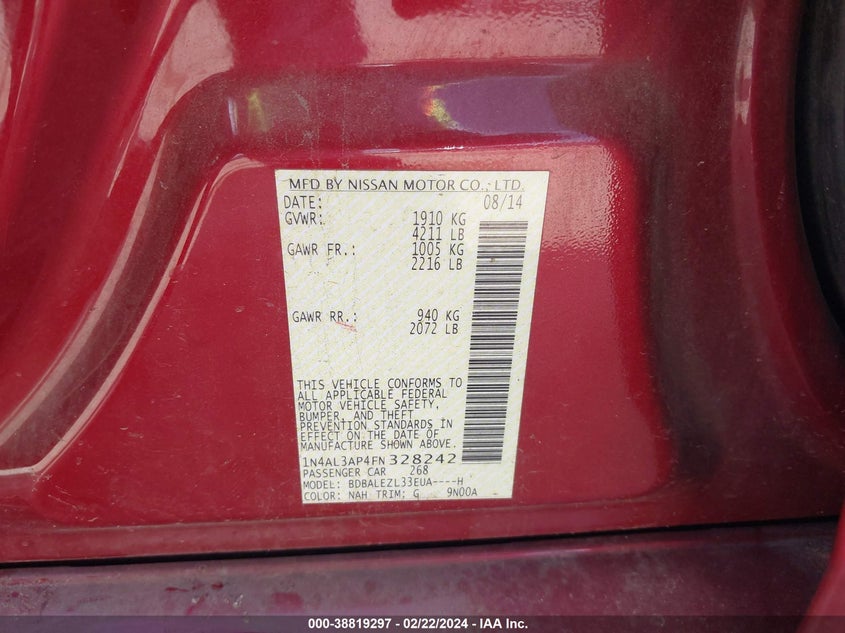 MFD BY NISSAN MOTOR CO., LTD.
DATE: 08/14
GVWR: 1910 KG
4211 LB
GAWR FR.: 1005 KG
2216 LB
GAWR RR.: 940 KG
2072 LB
THIS VEHICLE CONFORMS TO
ALL APPLICABLE FEDERAL
MOTOR VEHICLE SAFETY,
BUMPER, AND THEFT
PREVENTION STANDARDS IN
EFFECT ON THE DATE OF
MANUFACTURE SHOWN ABOVE.
1N4AL3AP4FN328242
PASSENGER CAR 268
MODEL: BDBALEZL33EUA----H
COLOR: NAH TRIM: G 9N00A
000-38819297 - 02/22/2024 - IAA Inc.